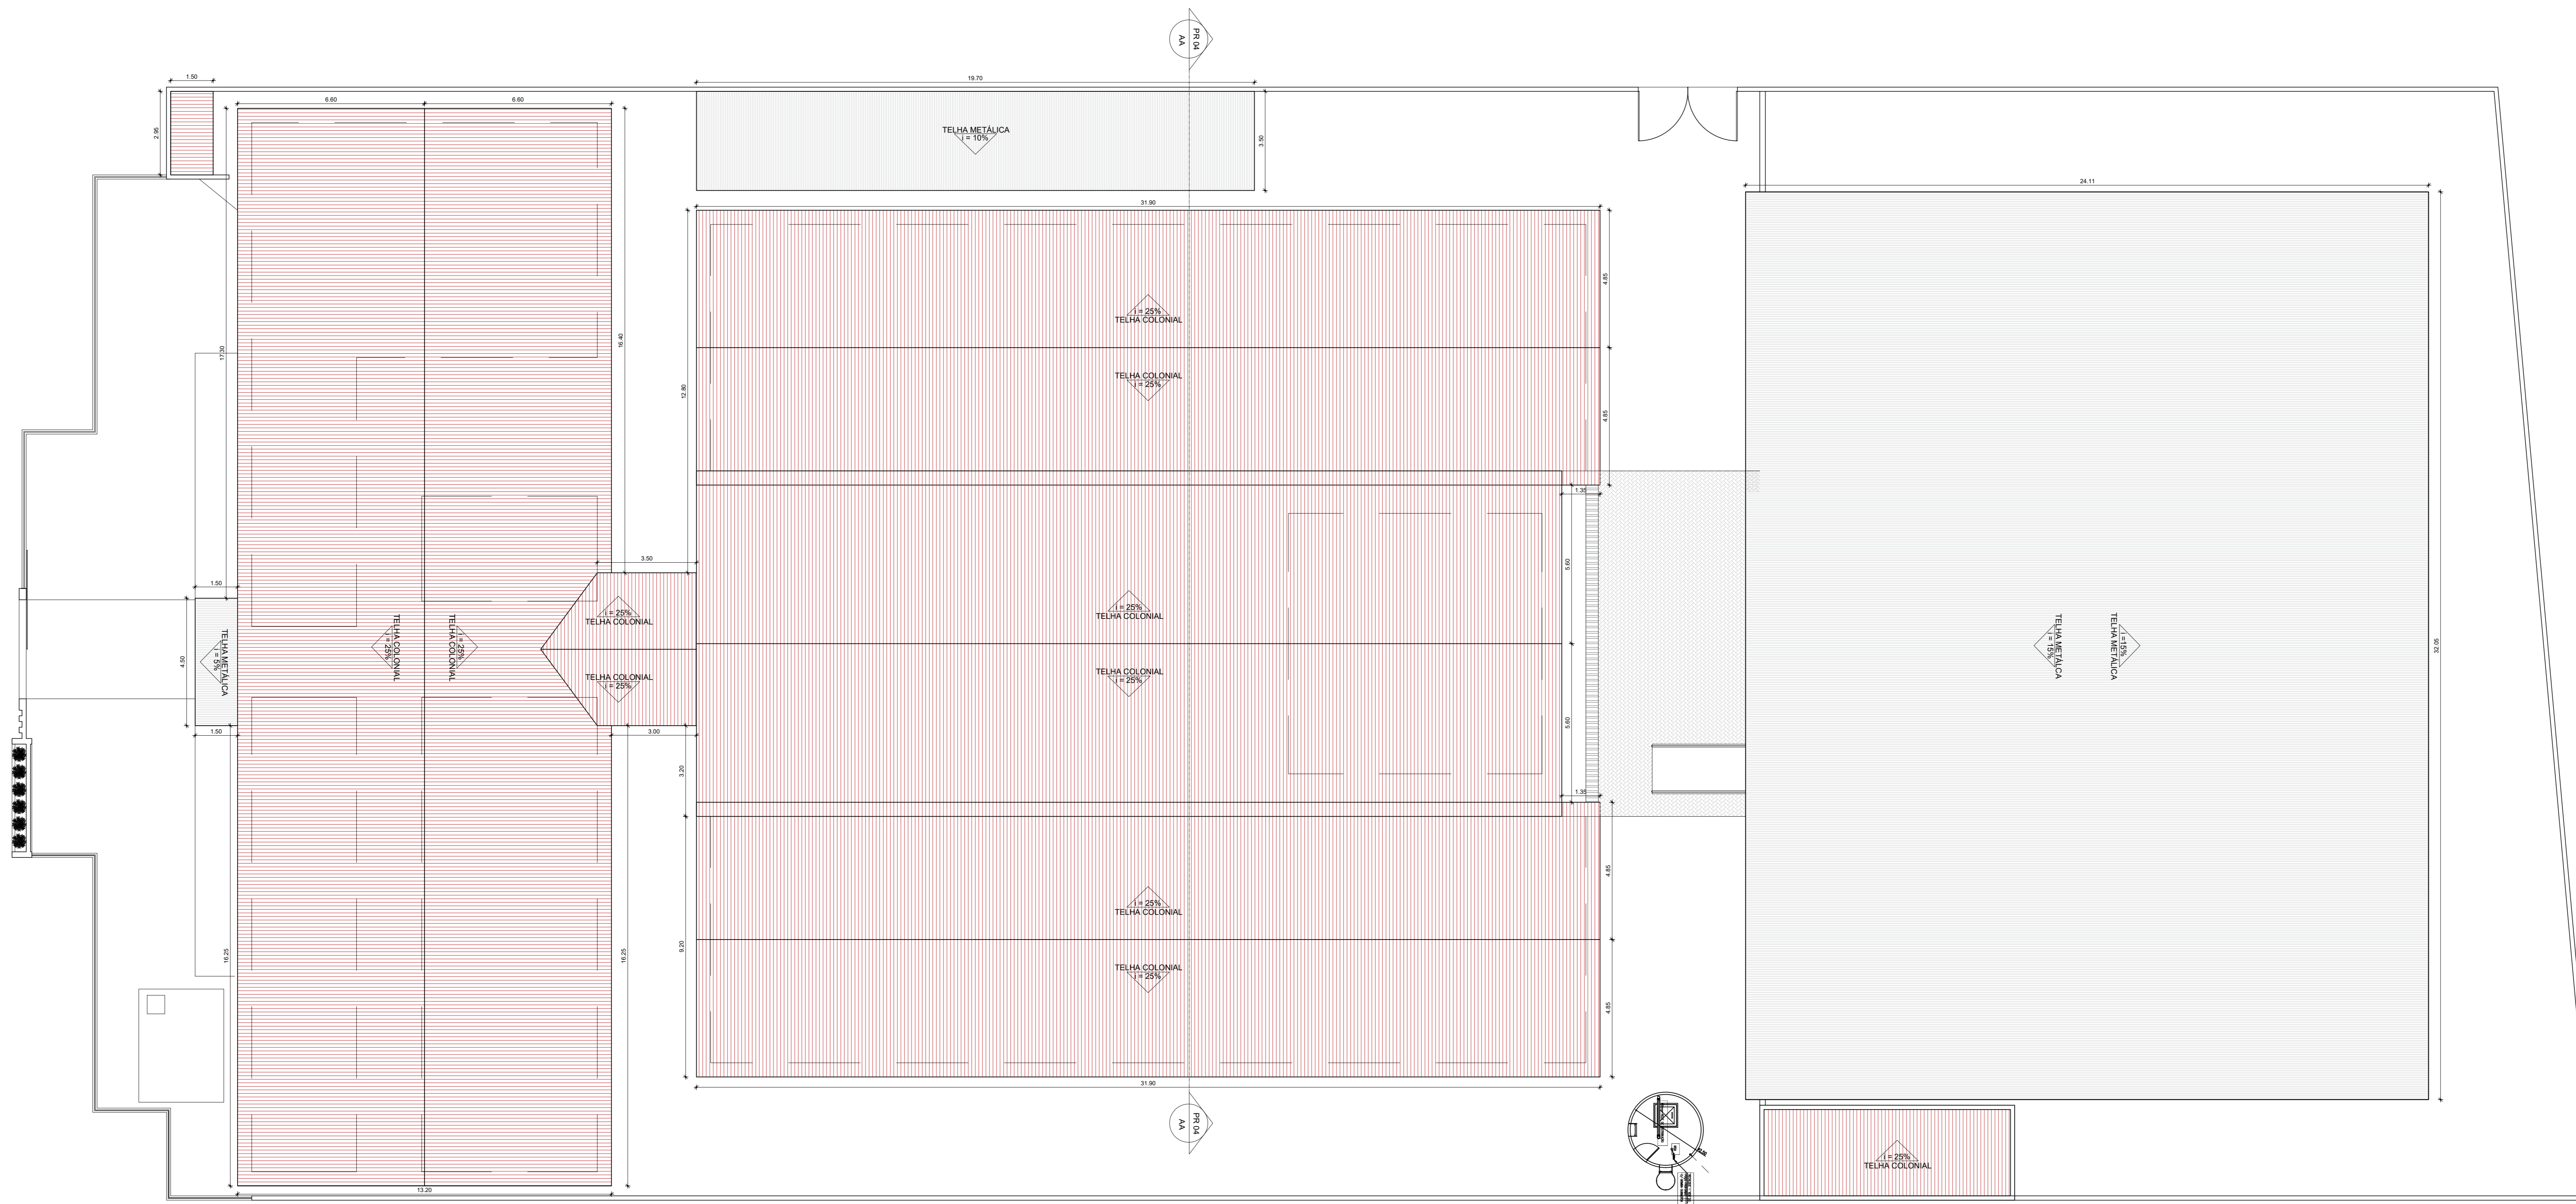 PR 04
AA
1.50
19.70
6.60
6.60
2.95
TELHA METÁLICA
i = 10%
3.50
24.11
31.90
4.85
i = 25%
TELHA COLONIAL
17.30
16.40
12.80
TELHA COLONIAL
i = 25%
4.85
1.35
3.50
5.60
1.50
i = 25%
TELHA COLONIAL
i = 25%
TELHA COLONIAL
TELHA COLONIAL
i = 25%
TELHA COLONIAL
i = 25%
TELHA METÁLICA
i = 5%
4.50
TELHA COLONIAL
i = 25%
TELHA COLONIAL
i = 25%
TELHA METÁLICA
i = 15%
i =15%
TELHA METÁLICA
32.05
1.50
3.00
5.60
3.20
1.35
4.85
i = 25%
TELHA COLONIAL
16.25
16.25
9.20
TELHA COLONIAL
i = 25%
4.85
31.90
PR 04
AA
i = 25%
TELHA COLONIAL
13.20